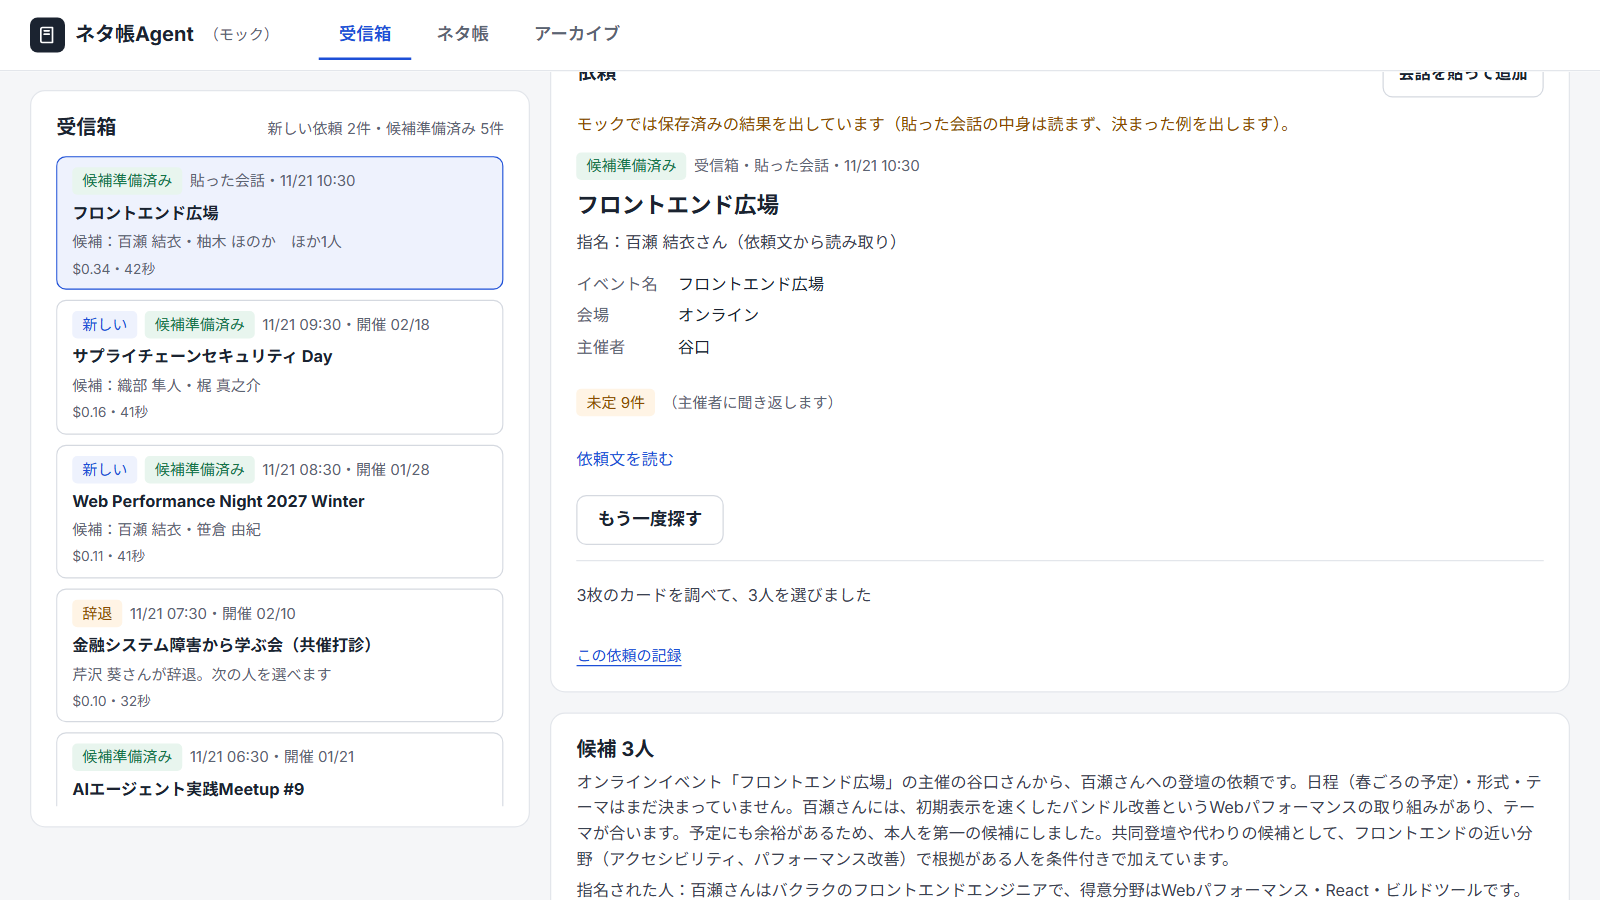 ネタ帳Agent （モック） 受信箱 ネタ帳 アーカイブ
受信箱 新しい依頼 2件・候補準備済み 5件
候補準備済み 貼った会話・11/21 10:30
フロントエンド広場
候補：百瀬 結衣・柚木 ほのか ほか1人
$0.34・42秒
新しい 候補準備済み 11/21 09:30・開催 02/18
サプライチェーンセキュリティ Day
候補：織部 隼人・梶 真之介
$0.16・41秒
新しい 候補準備済み 11/21 08:30・開催 01/28
Web Performance Night 2027 Winter
候補：百瀬 結衣・笹倉 由紀
$0.11・41秒
辞退 11/21 07:30・開催 02/10
金融システム障害から学ぶ会（共催打診）
芹沢 葵さんが辞退。次の人を選べます
$0.10・32秒
候補準備済み 11/21 06:30・開催 01/21
AIエージェント実践Meetup #9
依頼 会話を貼って追加
モックでは保存済みの結果を出しています（貼った会話の中身は読まず、決まった例を出します）。
候補準備済み 受信箱・貼った会話・11/21 10:30
フロントエンド広場
指名：百瀬 結衣さん（依頼文から読み取り）
イベント名 フロントエンド広場
会場 オンライン
主催者 谷口
未定 9件 （主催者に聞き返します）
依頼文を読む
もう一度探す
3枚のカードを調べて、3人を選びました
この依頼の記録
候補 3人
オンラインイベント「フロントエンド広場」の主催の谷口さんから、百瀬さんへの登壇の依頼です。日程（春ごろの予定）・形式・テ
ーマはまだ決まっていません。百瀬さんには、初期表示を速くしたバンドル改善というWebパフォーマンスの取り組みがあり、テー
マが合います。予定にも余裕があるため、本人を第一の候補にしました。共同登壇や代わりの候補として、フロントエンドの近い分
野（アクセシビリティ、パフォーマンス改善）で根拠がある人を条件付きで加えています。
指名された人：百瀬さんはバクラクのフロントエンドエンジニアで、得意分野はWebパフォーマンス・React・ビルドツールです。